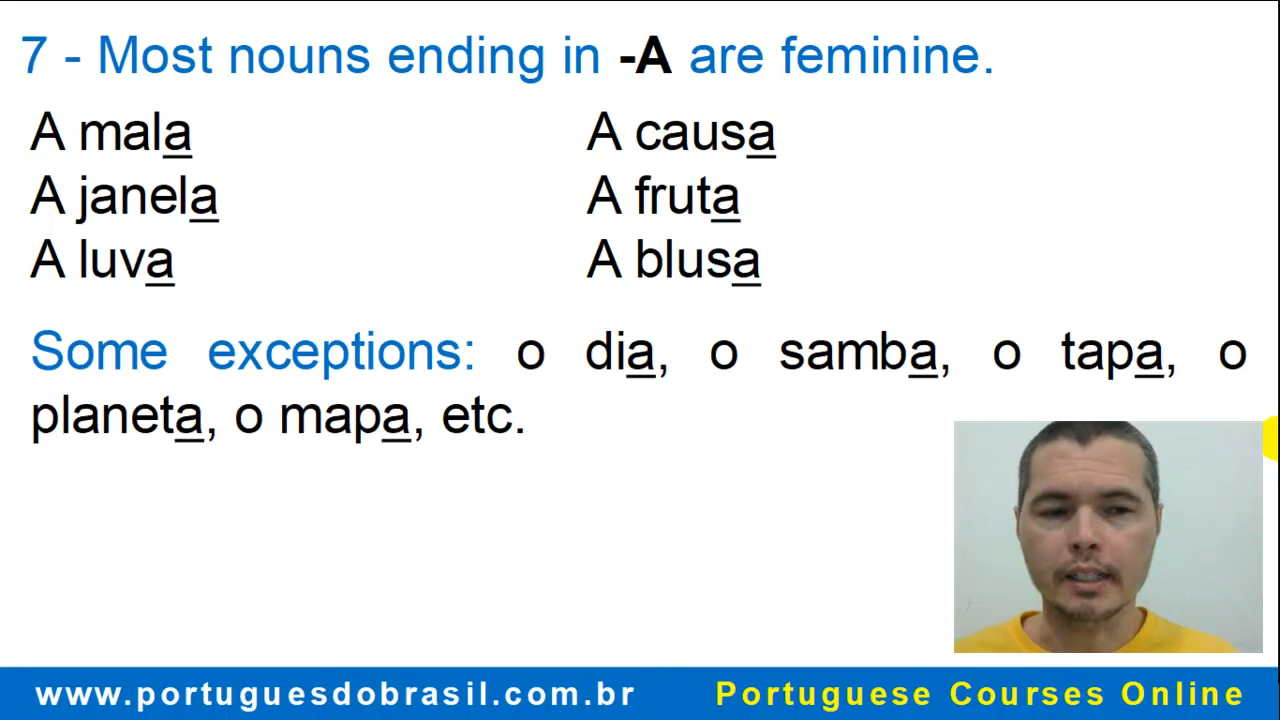 7 - Most nouns ending in -A are feminine.
A mala
A janela
A luva
A causa
A fruta
A blusa
Some exceptions: o dia, o samba, o tapa, o
planeta, o mapa, etc.
www.portuguesdobrasil.com.br
Portuguese Courses Online